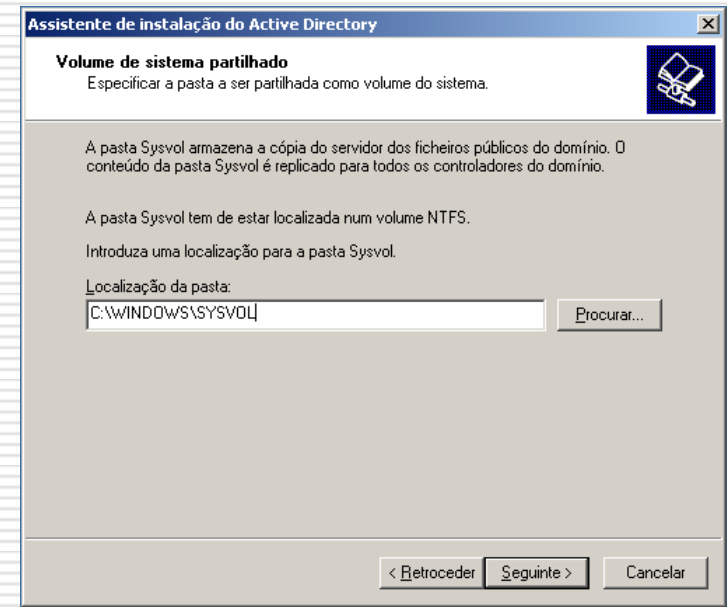 Assistente de instalação do Active Directory
Volume de sistema partilhado
Especificar a pasta a ser partilhada como volume do sistema.
A pasta Sysvol armazena a cópia do servidor dos ficheiros públicos do domínio. O
conteúdo da pasta Sysvol é replicado para todos os controladores do domínio.
A pasta Sysvol tem de estar localizada num volume NTFS.
Introduza uma localização para a pasta Sysvol.
Localização da pasta:
C:\WINDOWS\SYSVOL
Procurar...
< Retroceder
Seguinte >
Cancelar